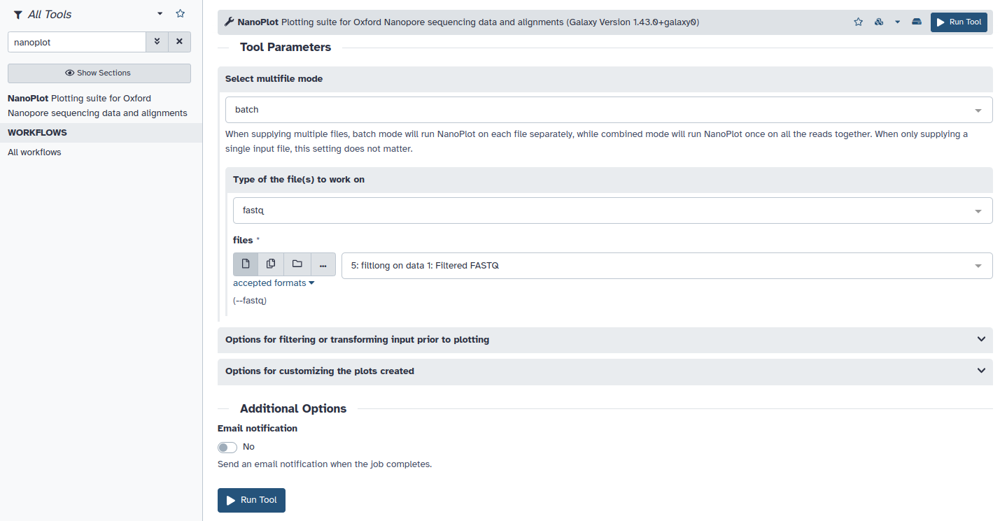 All Tools
nanoplot
Show Sections
NanoPlot Plotting suite for Oxford
Nanopore sequencing data and alignments
WORKFLOWS
All workflows
NanoPlot Plotting suite for Oxford Nanopore sequencing data and alignments (Galaxy Version 1.43.0+galaxy0)
Run Tool
Tool Parameters
Select multifile mode
batch
When supplying multiple files, batch mode will run NanoPlot on each file separately, while combined mode will run NanoPlot once on all the reads together. When only supplying a
single input file, this setting does not matter.
Type of the file(s) to work on
fastq
files *
...
5: filtlong on data 1: Filtered FASTQ
accepted formats
(--fastq)
Options for filtering or transforming input prior to plotting
Options for customizing the plots created
Additional Options
Email notification
No
Send an email notification when the job completes.
Run Tool